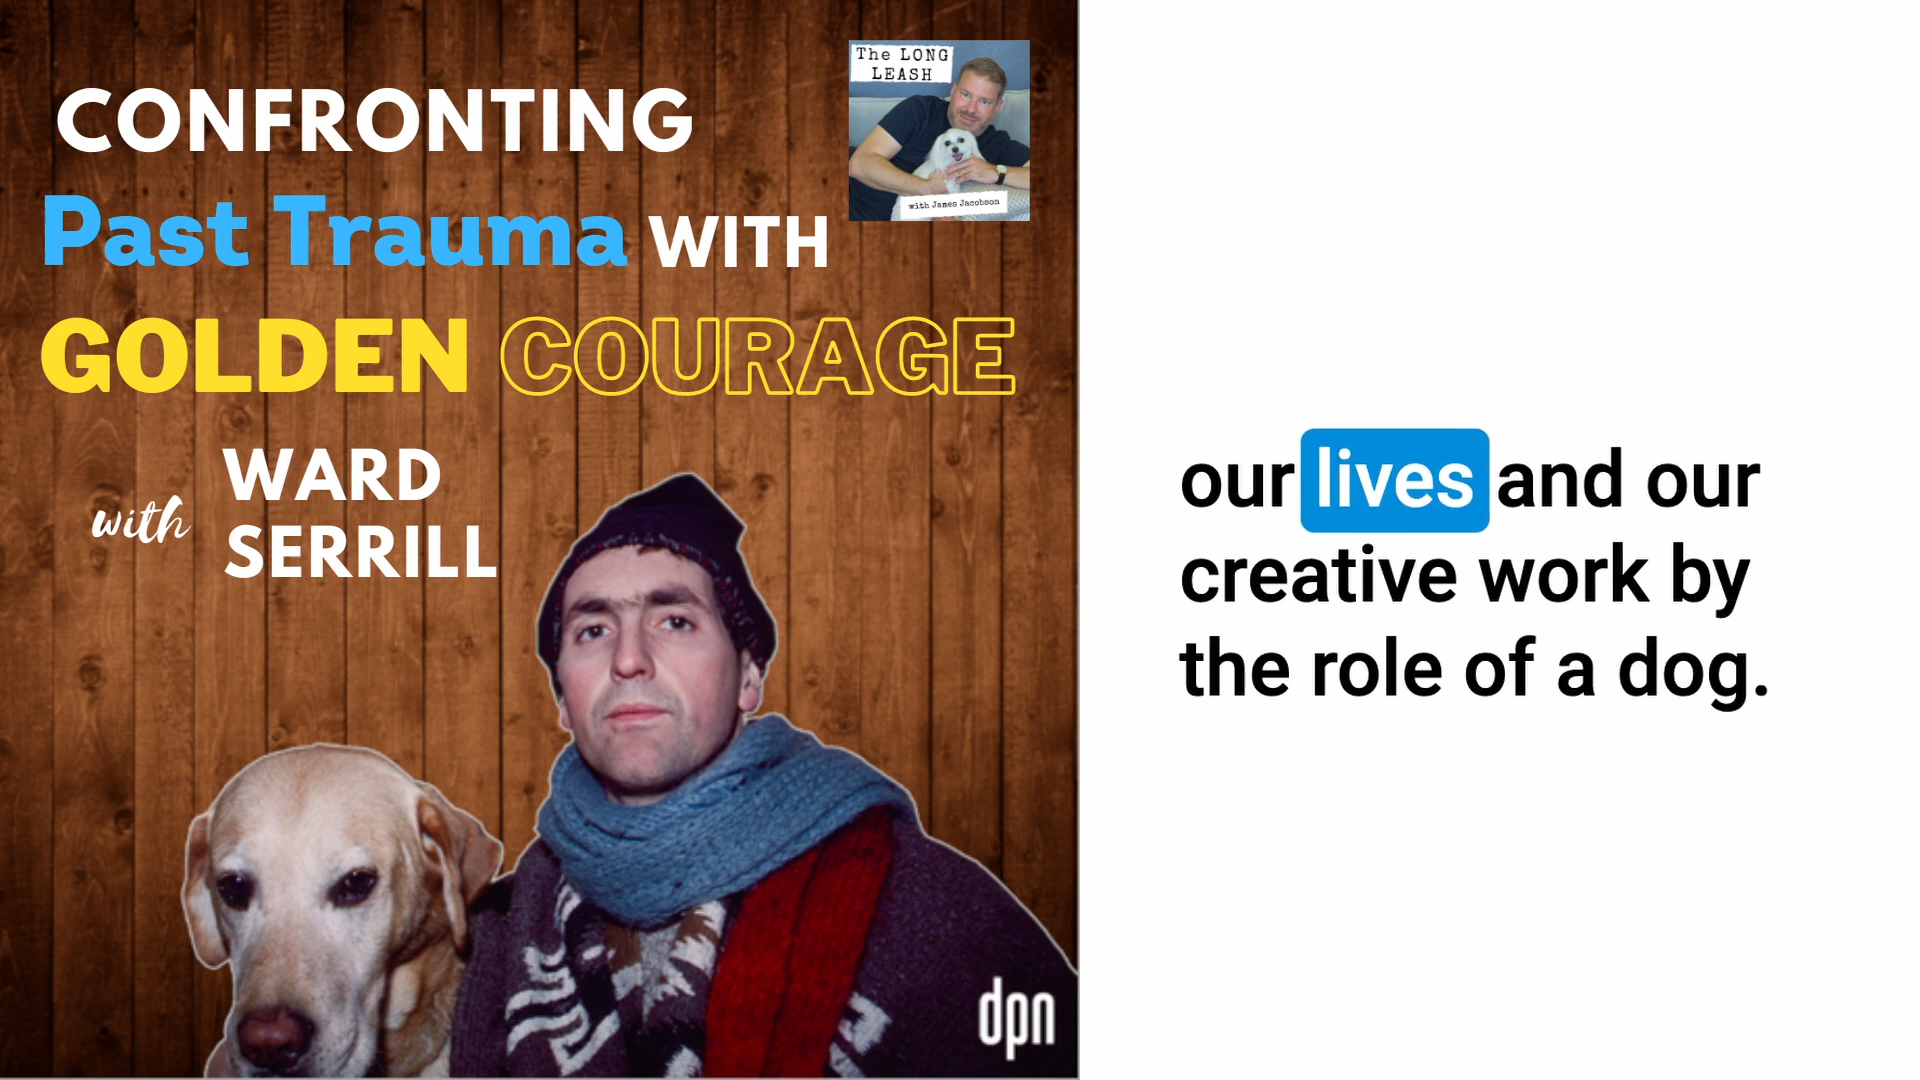 The LONG
LEASH
with James Jacobson
CONFRONTING
Past Trauma WITH
GOLDEN COURAGE
with WARD
SERRILL
dpn
our lives and our
creative work by
the role of a dog.